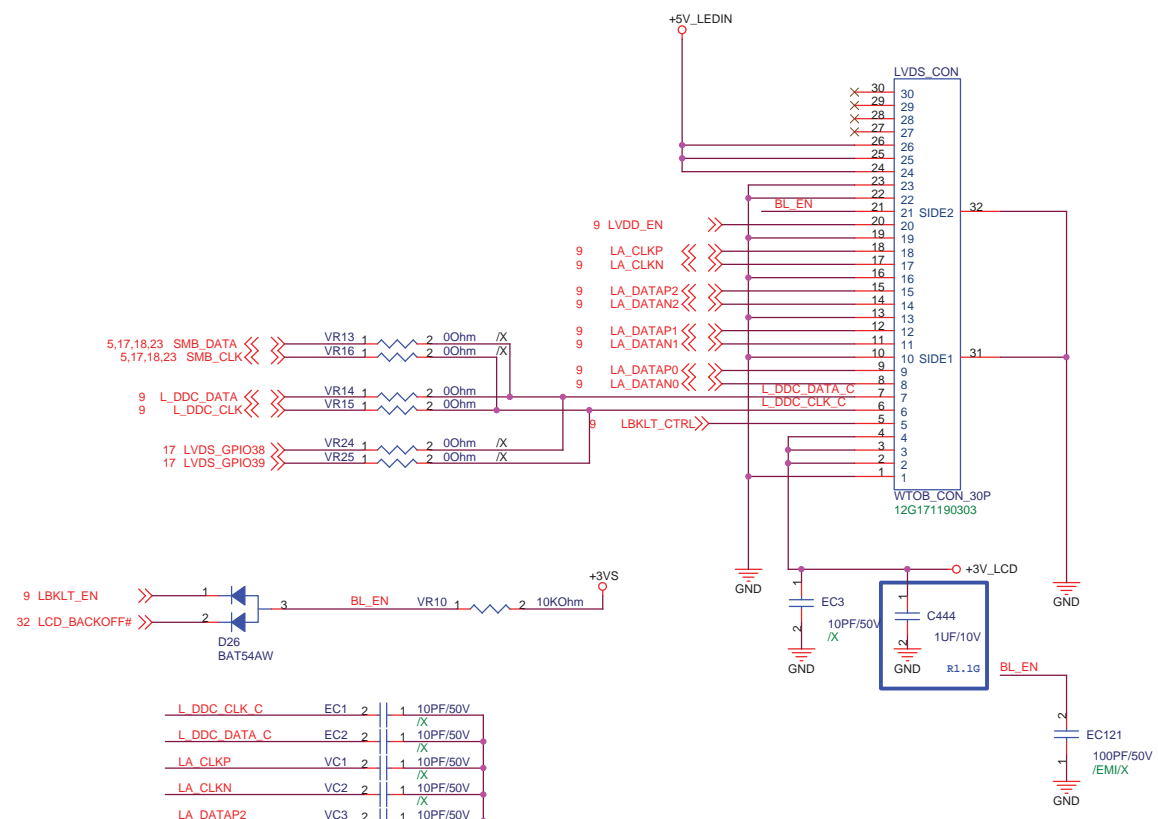 +5V_LEDIN
LVDS_CON
30 30
29 29
28 28
27 27
26 26
25 25
24 24
23 23
22 22
BL_EN 21 21 SIDE2 32
9 LVDD_EN 20 20
19 19
9 LA_CLKP 18 18
9 LA_CLKN 17 17
16 16
9 LA_DATAP2 15 15
9 LA_DATAN2 14 14
13 13
9 LA_DATAP1 12 12
9 LA_DATAN1 11 11
10 10 SIDE1 31
9 LA_DATAP0 9 9
9 LA_DATAN0 8 8
L_DDC_DATA_C 7 7
L_DDC_CLK_C 6 6
9 LBKLT_CTRL 5 5
4 4
3 3
2 2
1 1
WTOB_CON_30P
12G171190303
5,17,18,23 SMB_DATA VR13 1 2 0Ohm /X
5,17,18,23 SMB_CLK VR16 1 2 0Ohm /X
9 L_DDC_DATA VR14 1 2 0Ohm
9 L_DDC_CLK VR15 1 2 0Ohm
17 LVDS_GPIO38 VR24 1 2 0Ohm /X
17 LVDS_GPIO39 VR25 1 2 0Ohm /X
GND
+3V_LCD
GND
1 EC3 2
10PF/50V
/X
GND
1 C444 2
1UF/10V
GND
R1.1G
+3VS
9 LBKLT_EN 1
3 BL_EN VR10 1 2 10KOhm
32 LCD_BACKOFF# 2
D26
BAT54AW
BL_EN
2 EC121 1
100PF/50V
/EMI/X
GND
L_DDC_CLK_C EC1 2 1 10PF/50V
/X
L_DDC_DATA_C EC2 2 1 10PF/50V
/X
LA_CLKP VC1 2 1 10PF/50V
/X
LA_CLKN VC2 2 1 10PF/50V
/X
LA_DATAP2 VC3 2 1 10PF/50V